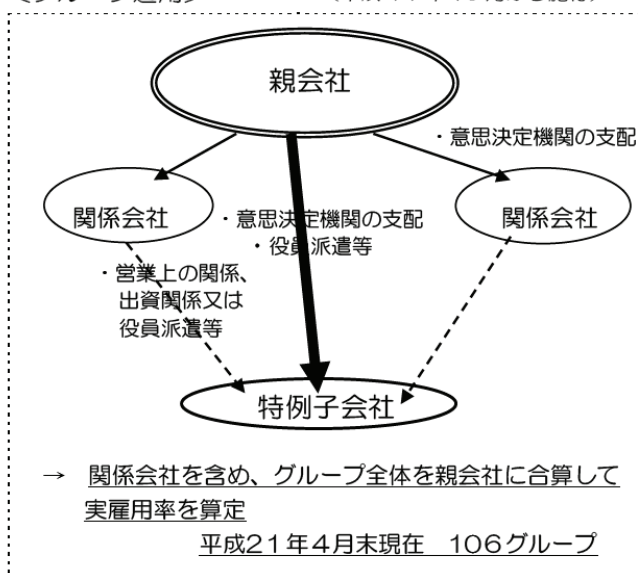 親会社
・意思決定機関の支配
関係会社
関係会社
・意思決定機関の支配
・役員派遣等
・営業上の関係、
出資関係又は
役員派遣等
特例子会社
→ 関係会社を含め、グループ全体を親会社に合算して
実雇用率を算定
平成21年4月末現在 106グループ